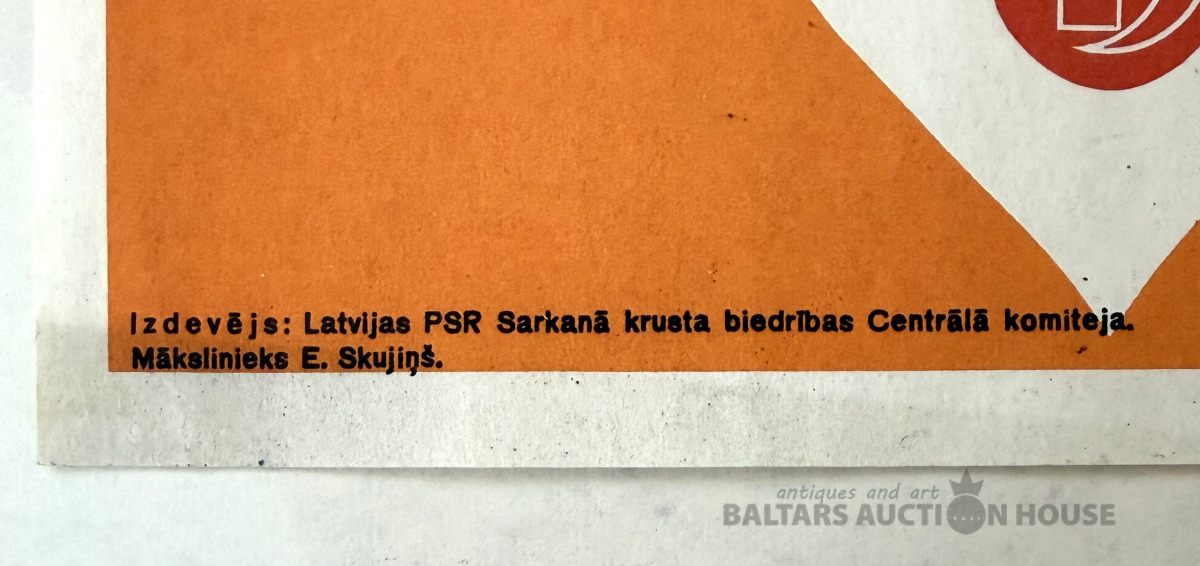 Izdevējs: Latvijas PSR Sarkanā krusta biedrības Centrālā komiteja.
Mākslinieks E. Skujiņš.
antiques and art
BALTARS AUCTION HOUSE